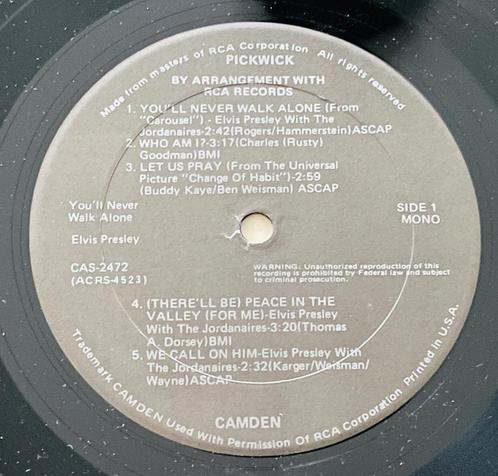 Made from masters of RCA Corporation All rights reserved
PICKWICK
BY ARRANGEMENT WITH
RCA RECORDS
1. YOU'LL NEVER WALK ALONE (From
"Carousel") - Elvis Presley With The
Jordanaires-2:42(Rogers/Hammerstein)ASCAP
2. WHO AM I?-3:17(Charles (Rusty)
Goodman)BMI
3. LET US PRAY (From The Universal
Picture "Change Of Habit")-2:59
(Buddy Kaye/Ben Weisman) ASCAP
You'll Never
Walk Alone
Elvis Presley
SIDE 1
MONO
CAS-2472
(ACRS-4523)
WARNING: Unauthorized reproduction of this
recording is prohibited by Federal law and subject
to criminal prosecution.
4. (THERE'LL BE) PEACE IN THE
VALLEY (FOR ME)-Elvis Presley
With The Jordanaires-3:20(Thomas
A. Dorsey)BMI
5. WE CALL ON HIM-Elvis Presley With
The Jordanaires-2:32(Karger/Weisman/
Wayne)ASCAP
CAMDEN
Trademark CAMDEN Used With Permission Of RCA Corporation Printed in U.S.A.